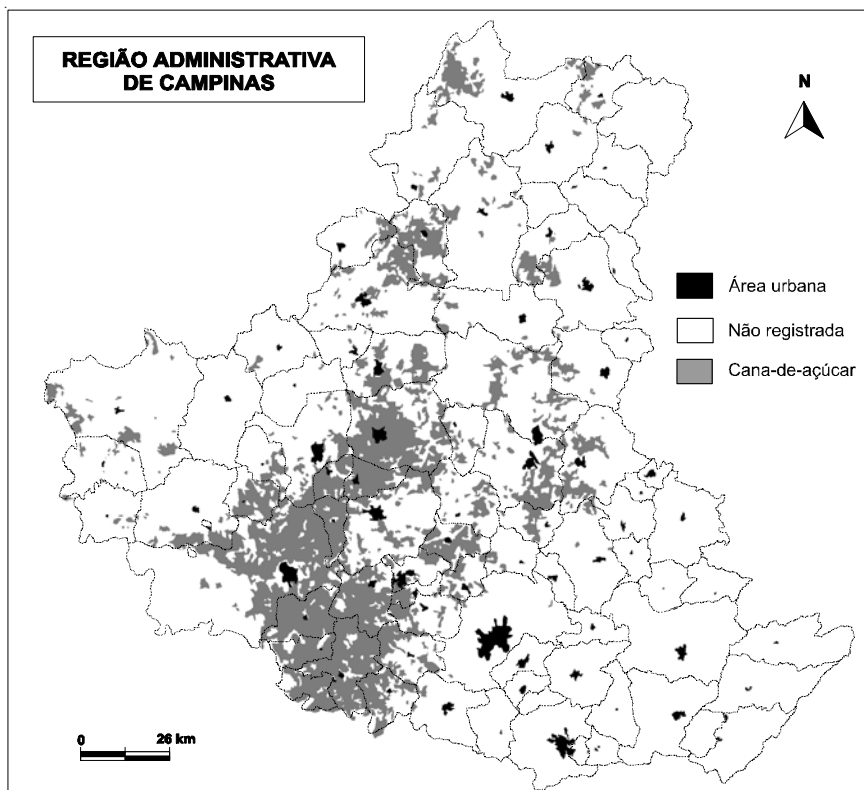 REGIÃO ADMINISTRATIVA
DE CAMPINAS
N
Área urbana
Não registrada
Cana-de-açúcar
0 26 km